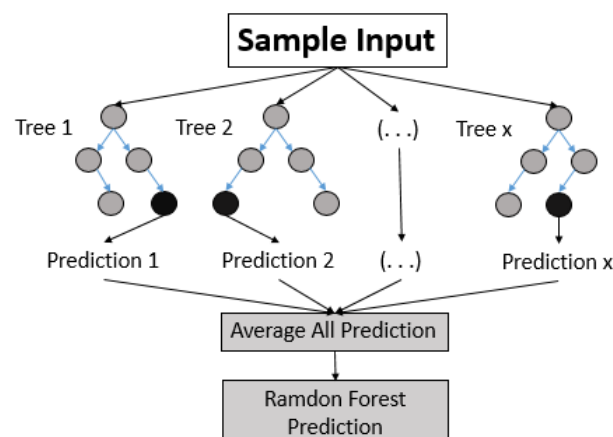 Sample Input
Tree 1
Tree 2
(. . .)
Tree x
Prediction 1
Prediction 2
(. . .)
Prediction x
Average All Prediction
Ramdon Forest
Prediction